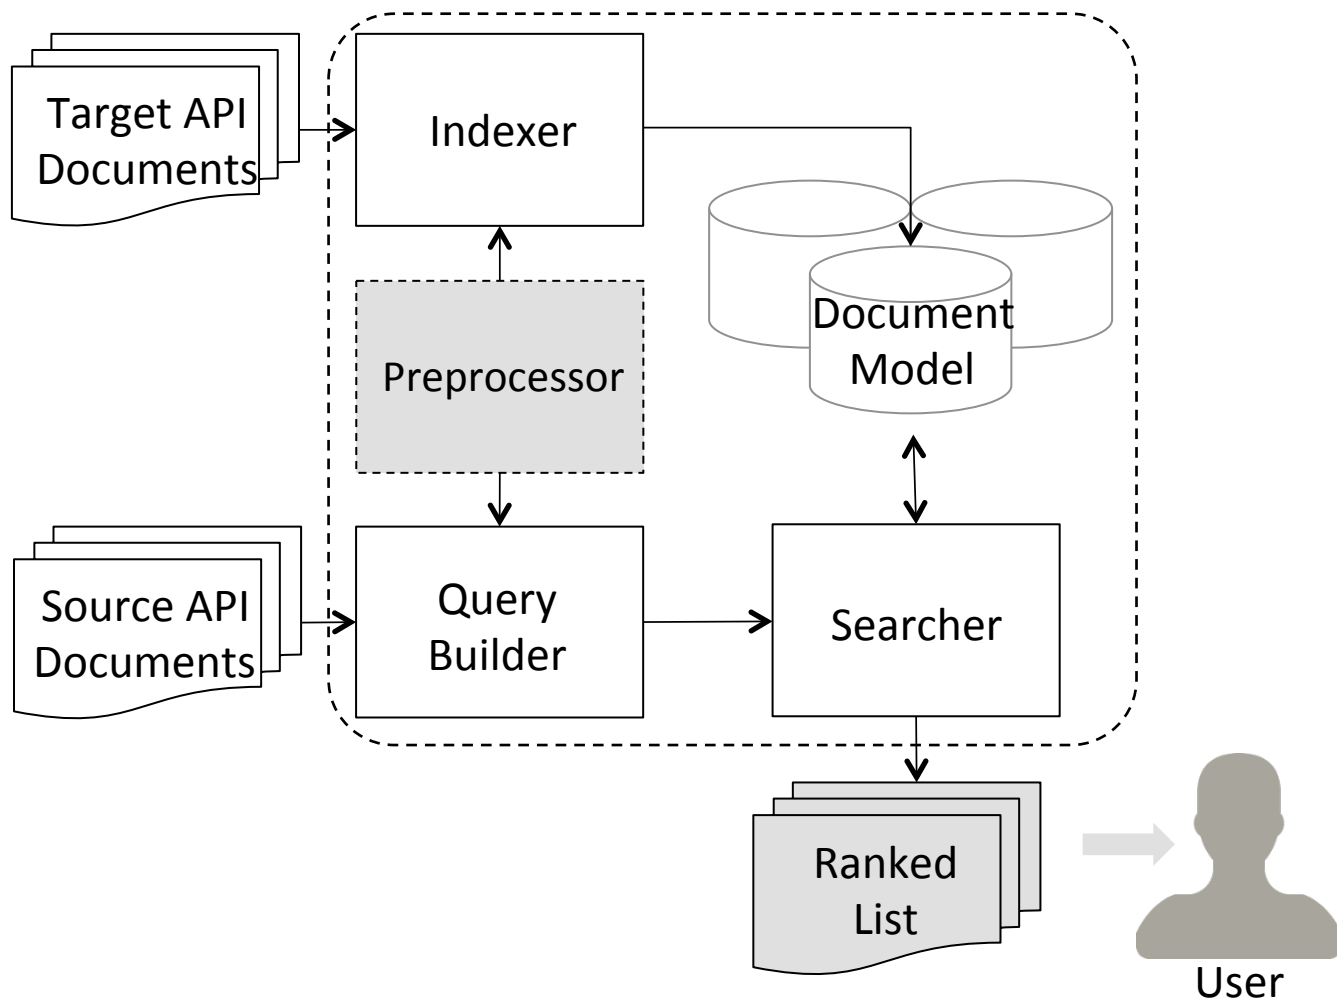 Target API
Documents
Indexer
Preprocessor
Document
Model
Source API
Documents
Query
Builder
Searcher
Ranked
List
User